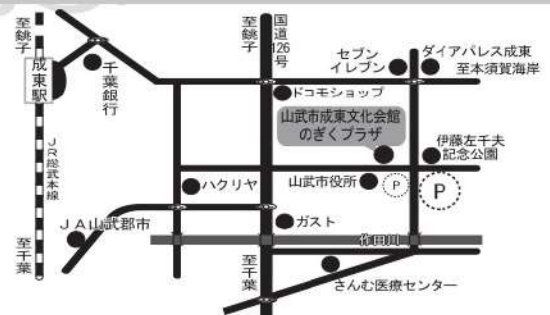 至銚子
至銚子
国道126号
セブン
イレブン
ダイアパレス成東
至本須賀海岸
成東駅
千葉銀行
ドコモショップ
山武市成東文化会館
のぎくプラザ
伊藤左千夫
記念公園
JR総武本線
ハクリヤ
山武市役所
P
P
JA山武郡市
ガスト
作田川
至千葉
至千葉
さんむ医療センター